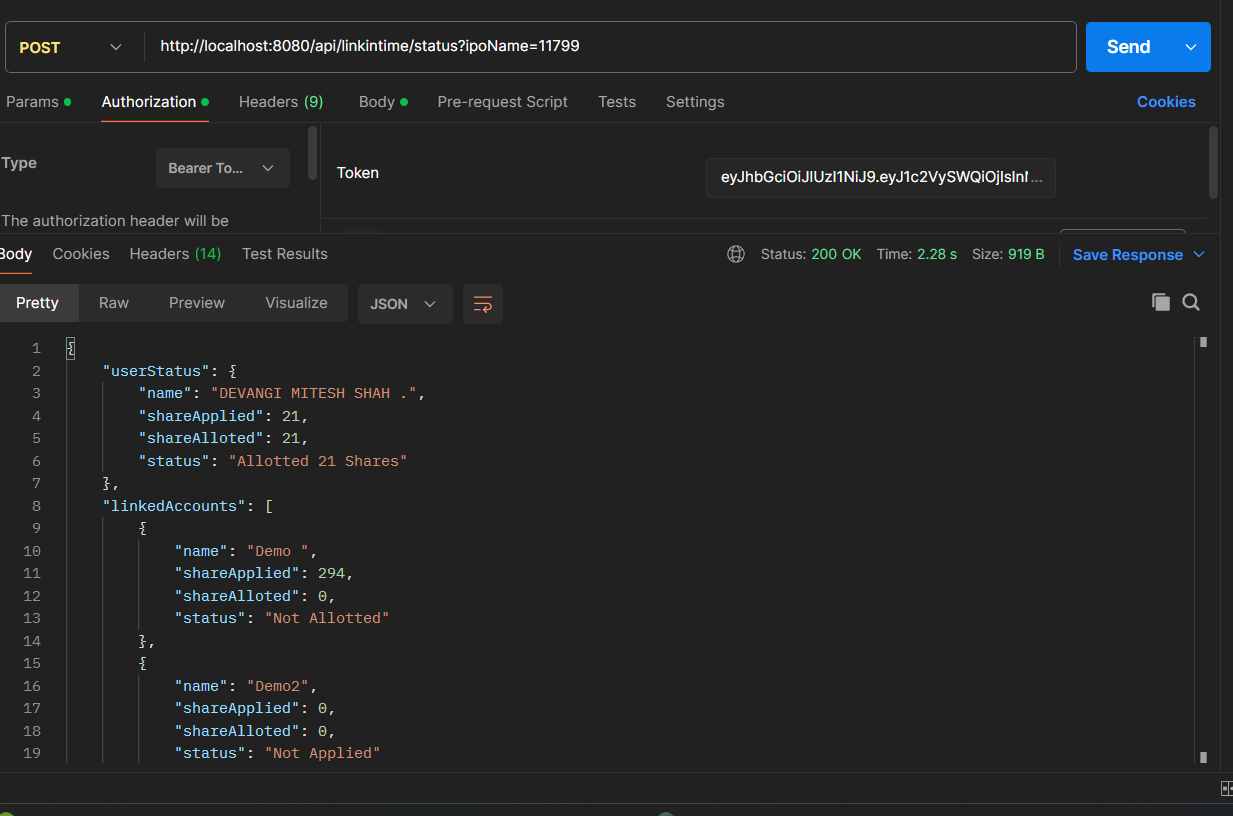 POST http://localhost:8080/api/linkintime/status?ipoName=11799 Send
Params Authorization Headers (9) Body Pre-request Script Tests Settings Cookies
Type Bearer To... Token eyJhbGciOiJIUzI1NiJ9.eyJ1c2VySWQiOjIsInI...
The authorization header will be
Body Cookies Headers (14) Test Results Status: 200 OK Time: 2.28 s Size: 919 B Save Response
Pretty Raw Preview Visualize JSON
1 {
2 "userStatus": {
3 "name": "DEVANGI MITESH SHAH .",
4 "shareApplied": 21,
5 "shareAlloted": 21,
6 "status": "Allotted 21 Shares"
7 },
8 "linkedAccounts": [
9 {
10 "name": "Demo ",
11 "shareApplied": 294,
12 "shareAlloted": 0,
13 "status": "Not Allotted"
14 },
15 {
16 "name": "Demo2",
17 "shareApplied": 0,
18 "shareAlloted": 0,
19 "status": "Not Applied"